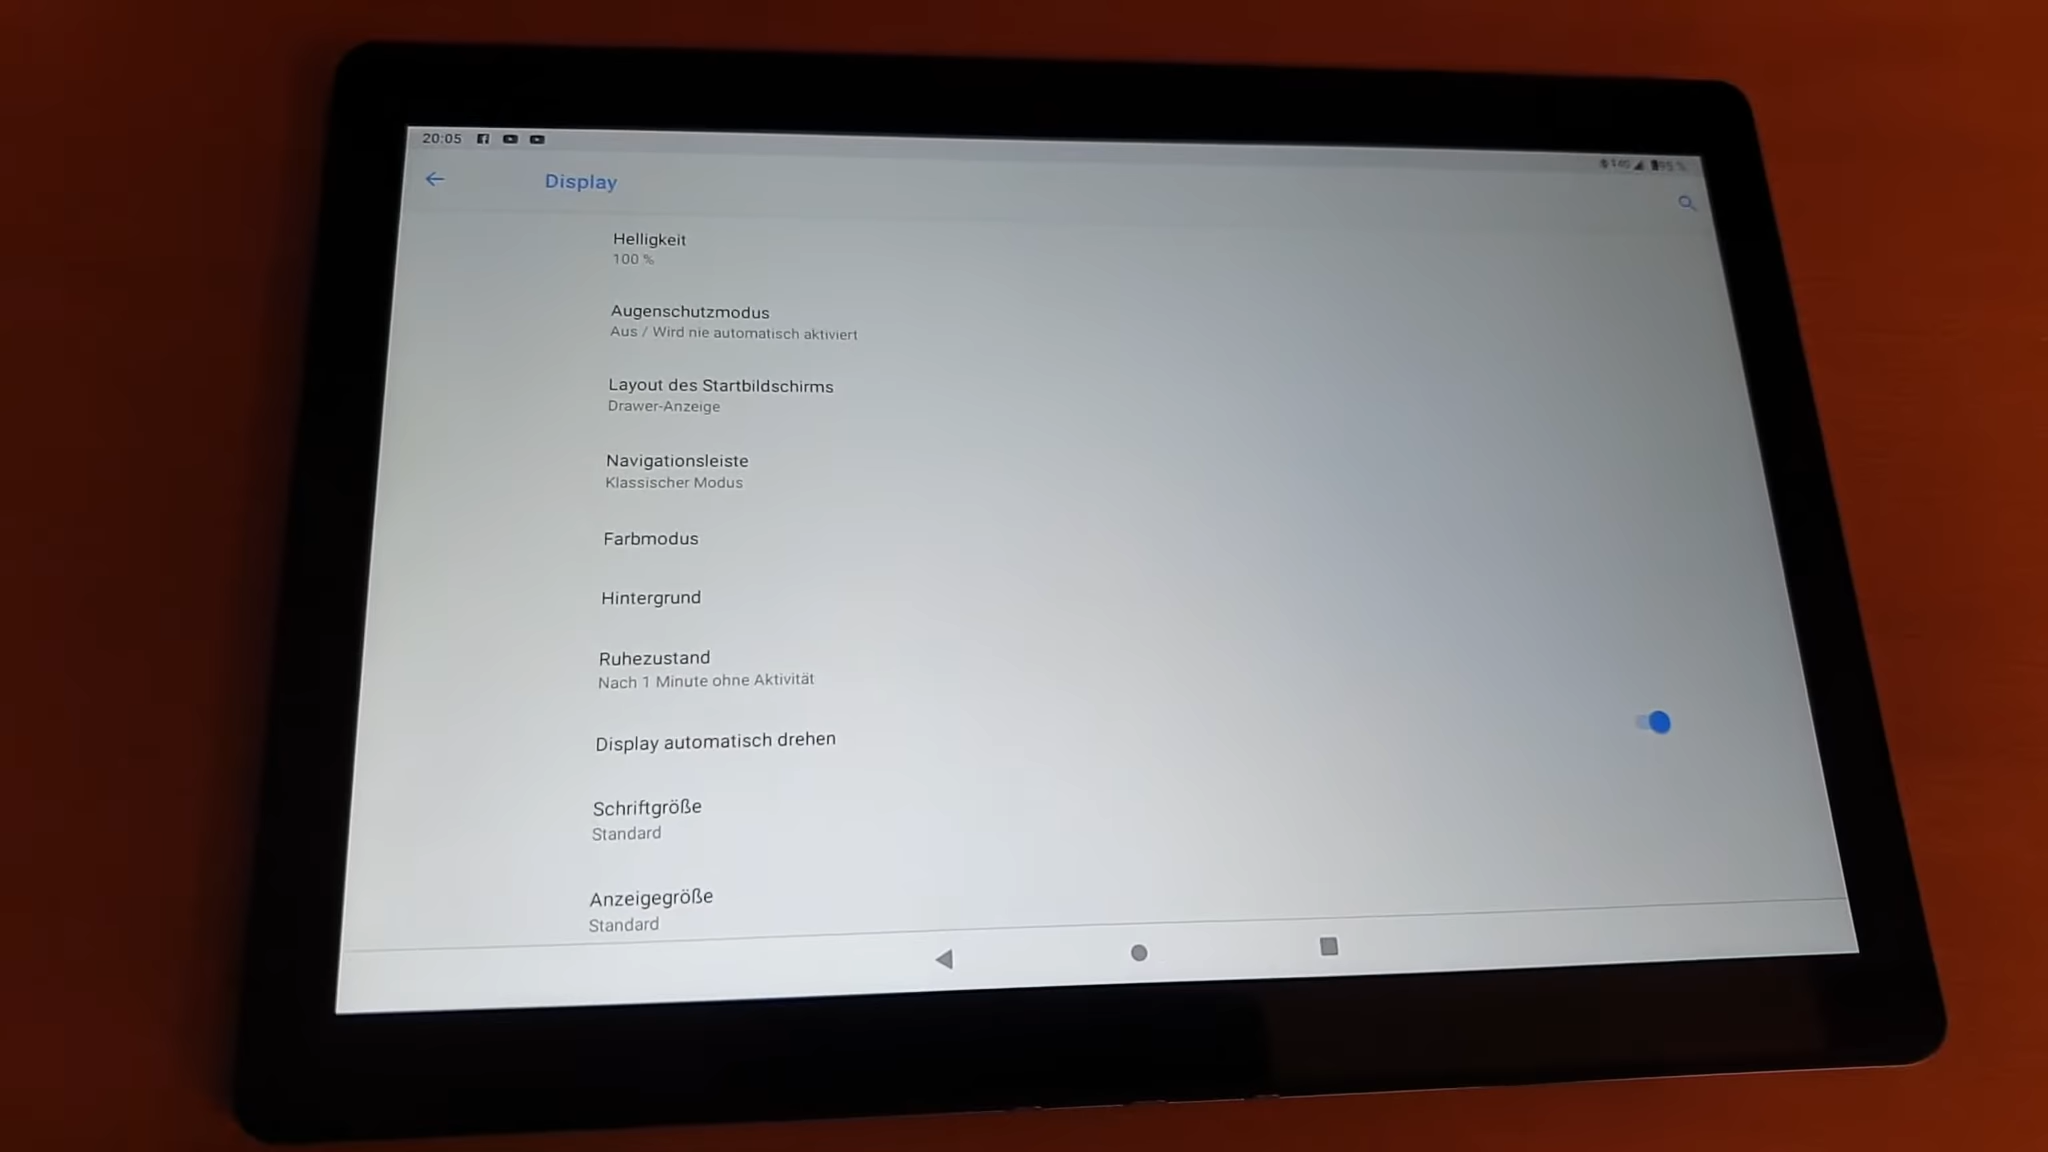 20:05
95 %
Display
Helligkeit
100 %
Augenschutzmodus
Aus / Wird nie automatisch aktiviert
Layout des Startbildschirms
Drawer-Anzeige
Navigationsleiste
Klassischer Modus
Farbmodus
Hintergrund
Ruhezustand
Nach 1 Minute ohne Aktivität
Display automatisch drehen
Schriftgröße
Standard
Anzeigegröße
Standard